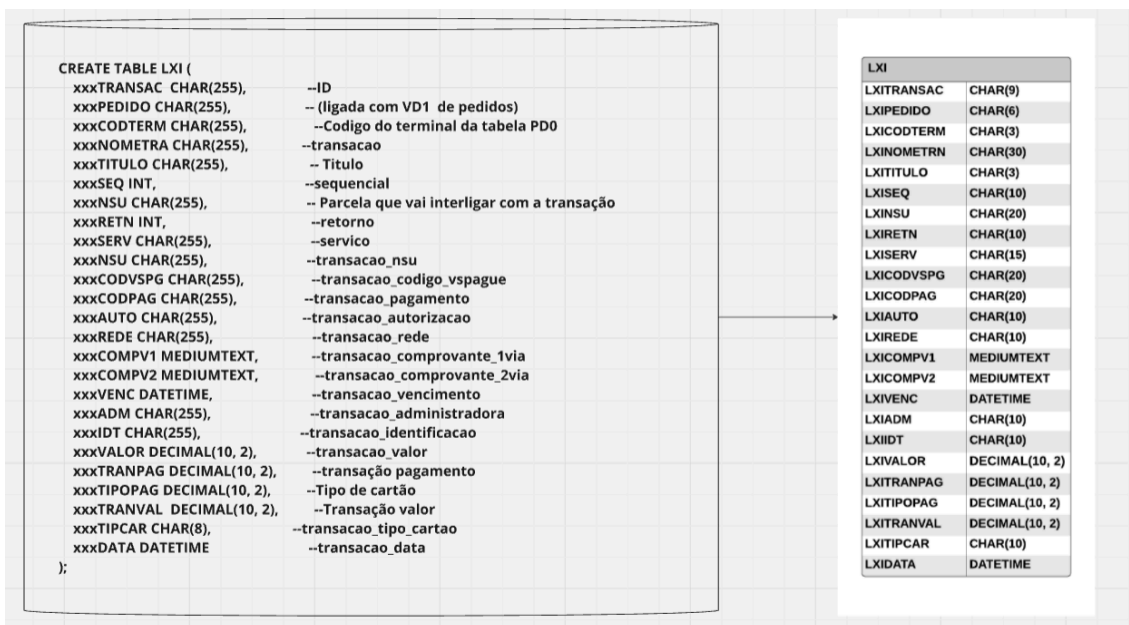 CREATE TABLE LXI (
xxxTRANSAC CHAR(255), --ID
xxxPEDIDO CHAR(255), -- (ligada com VD1 de pedidos)
xxxCODTERM CHAR(255), --Codigo do terminal da tabela PD0
xxxNOMETRA CHAR(255), --transacao
xxxTITULO CHAR(255), -- Titulo
xxxSEQ INT, --sequencial
xxxNSU CHAR(255), -- Parcela que vai interligar com a transação
xxxRETN INT, --retorno
xxxSERV CHAR(255), --servico
xxxNSU CHAR(255), --transacao_nsu
xxxCODVSPG CHAR(255), --transacao_codigo_vspague
xxxCODPAG CHAR(255), --transacao_pagamento
xxxAUTO CHAR(255), --transacao_autorizacao
xxxREDE CHAR(255), --transacao_rede
xxxCOMPV1 MEDIUMTEXT, --transacao_comprovante_1via
xxxCOMPV2 MEDIUMTEXT, --transacao_comprovante_2via
xxxVENC DATETIME, --transacao_vencimento
xxxADM CHAR(255), --transacao_administradora
xxxIDT CHAR(255), --transacao_identificacao
xxxVALOR DECIMAL(10, 2), --transacao_valor
xxxTRANPAG DECIMAL(10, 2), --transação pagamento
xxxTIPOPAG DECIMAL(10, 2), --Tipo de cartão
xxxTRANVAL DECIMAL(10, 2), --Transação valor
xxxTIPCAR CHAR(8), --transacao_tipo_cartao
xxxDATA DATETIME --transacao_data
);
LXI
LXITRANSAC CHAR(9)
LXIPEDIDO CHAR(6)
LXICODTERM CHAR(3)
LXINOMETRN CHAR(30)
LXITITULO CHAR(3)
LXISEQ CHAR(10)
LXINSU CHAR(20)
LXIRETN CHAR(10)
LXISERV CHAR(15)
LXICODVSPG CHAR(20)
LXICODPAG CHAR(20)
LXIAUTO CHAR(10)
LXIREDE CHAR(10)
LXICOMPV1 MEDIUMTEXT
LXICOMPV2 MEDIUMTEXT
LXIVENC DATETIME
LXIADM CHAR(10)
LXIIDT CHAR(10)
LXIVALOR DECIMAL(10, 2)
LXITRANPAG DECIMAL(10, 2)
LXITIPOPAG DECIMAL(10, 2)
LXITRANVAL DECIMAL(10, 2)
LXITIPCAR CHAR(10)
LXIDATA DATETIME